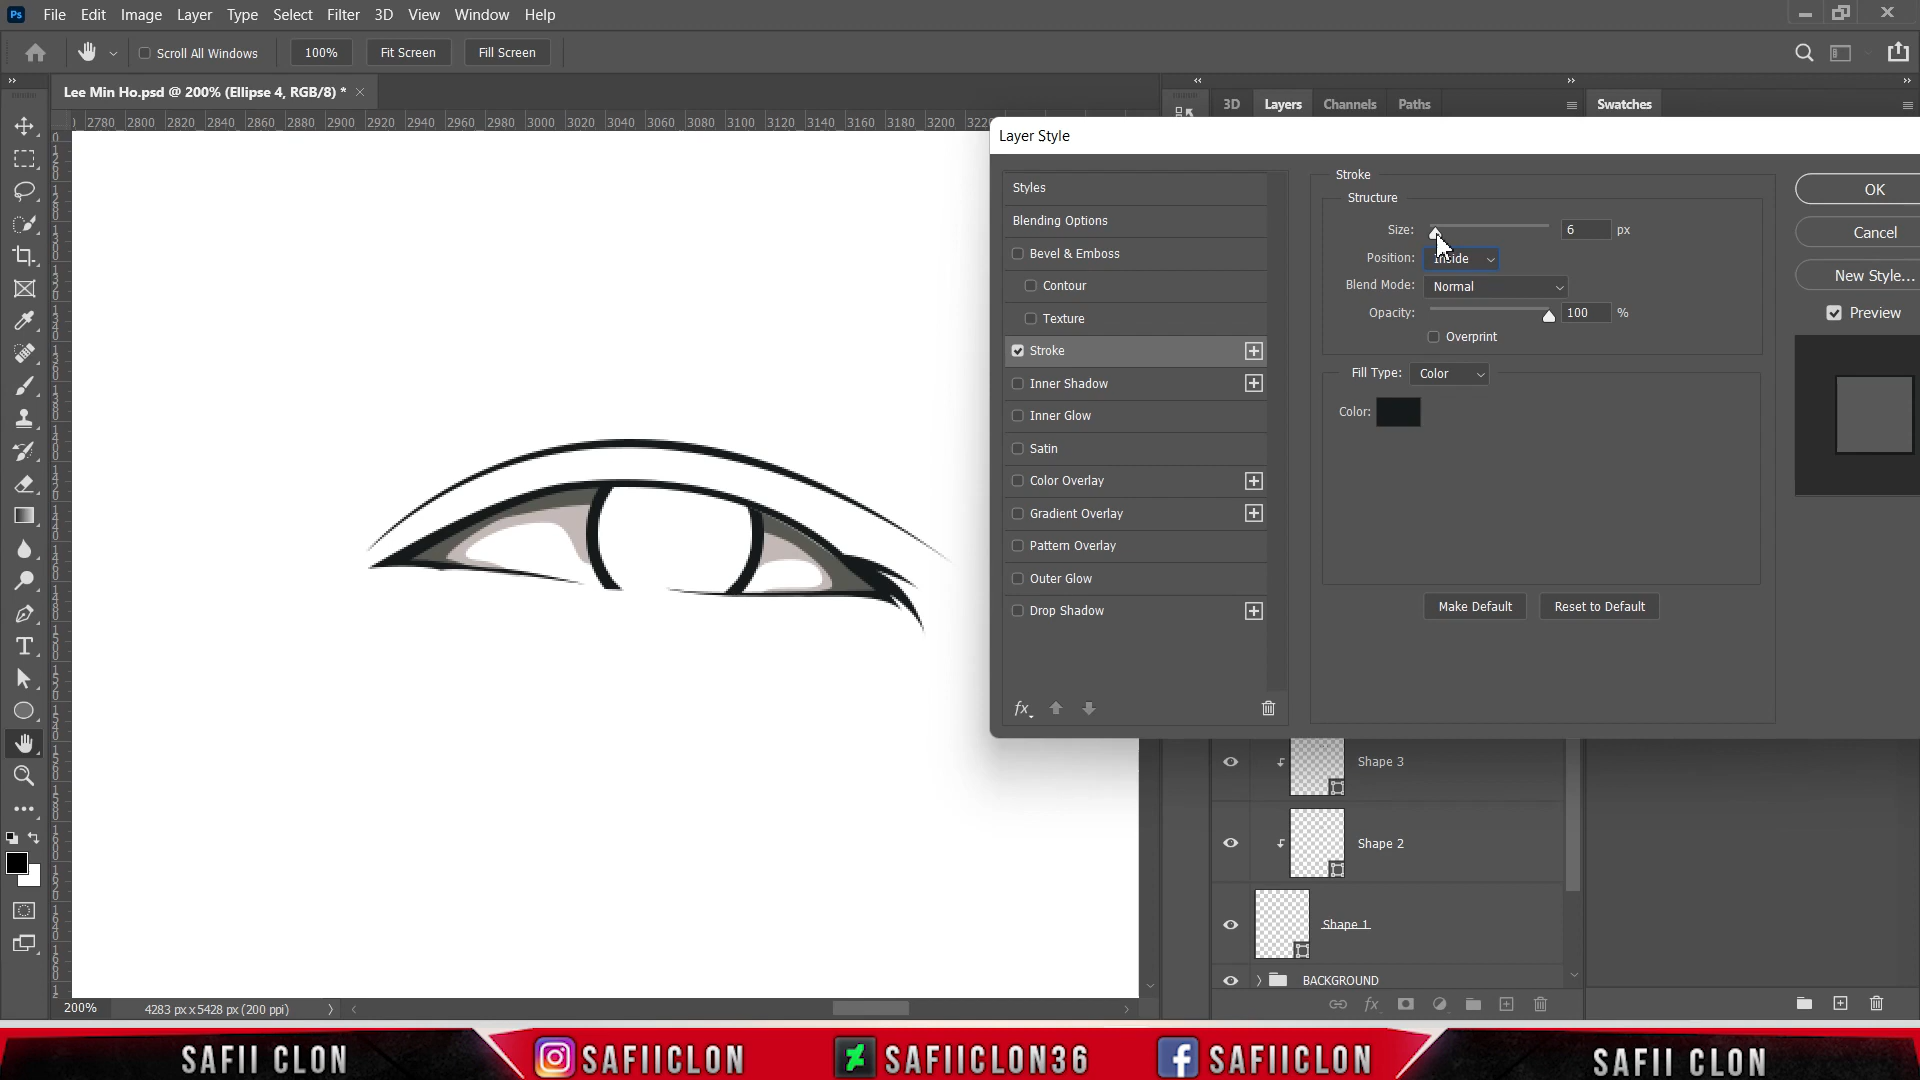 Ps File Edit Image Layer Type Select Filter 3D View Window Help
Scroll All Windows 100% Fit Screen Fill Screen
Lee Min Ho.psd @ 200% (Ellipse 4, RGB/8) *
2780 2800 2820 2840 2860 2880 2900 2920 2940 2960 2980 3000 3020 3040 3060 3080 3100 3120 3140 3160 3180 3200 322
3D Layers Channels Paths Swatches
Layer Style
Styles
Blending Options
Bevel & Emboss
Contour
Texture
Stroke
Inner Shadow
Inner Glow
Satin
Color Overlay
Gradient Overlay
Pattern Overlay
Outer Glow
Drop Shadow
fx
Stroke
Structure
Size: 6 px
Position: Inside
Blend Mode: Normal
Opacity: 100 %
Overprint
Fill Type: Color
Color:
Make Default Reset to Default
OK
Cancel
New Style...
Preview
Shape 3
Shape 2
Shape 1
BACKGROUND
fx
200% 4283 px x 5428 px (200 ppi)
SAFII CLON SAFIICLON SAFIICLON36 SAFIICLON SAFII CLON